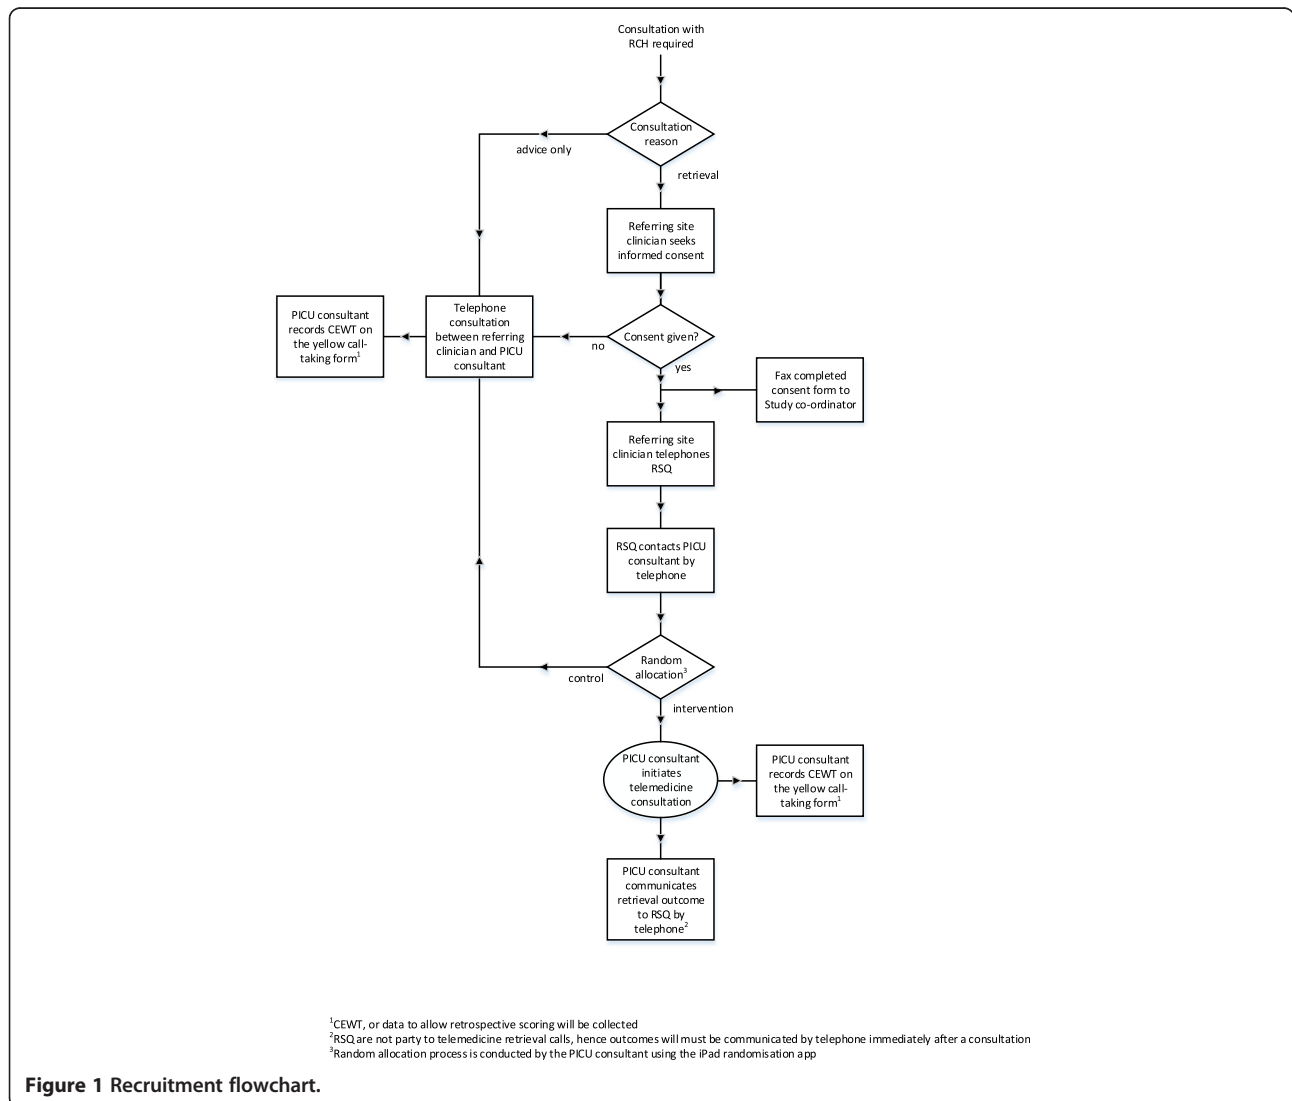 Consultation with
RCH required
Consultation
reason
advice only
retrieval
Referring site
clinician seeks
informed consent
PICU consultant
records CEWT on
the yellow call-
taking form¹
Telephone
consultation
between referring
clinician and PICU
consultant
Consent given?
no
yes
Fax completed
consent form to
Study co-ordinator
Referring site
clinician telephones
RSQ
RSQ contacts PICU
consultant by
telephone
Random
allocation³
control
intervention
PICU consultant
initiates
telemedicine
consultation
PICU consultant
records CEWT on
the yellow call-
taking form¹
PICU consultant
communicates
retrieval outcome
to RSQ by
telephone²
¹CEWT, or data to allow retrospective scoring will be collected
²RSQ are not party to telemedicine retrieval calls, hence outcomes will must be communicated by telephone immediately after a consultation
³Random allocation process is conducted by the PICU consultant using the iPad randomisation app
Figure 1 Recruitment flowchart.